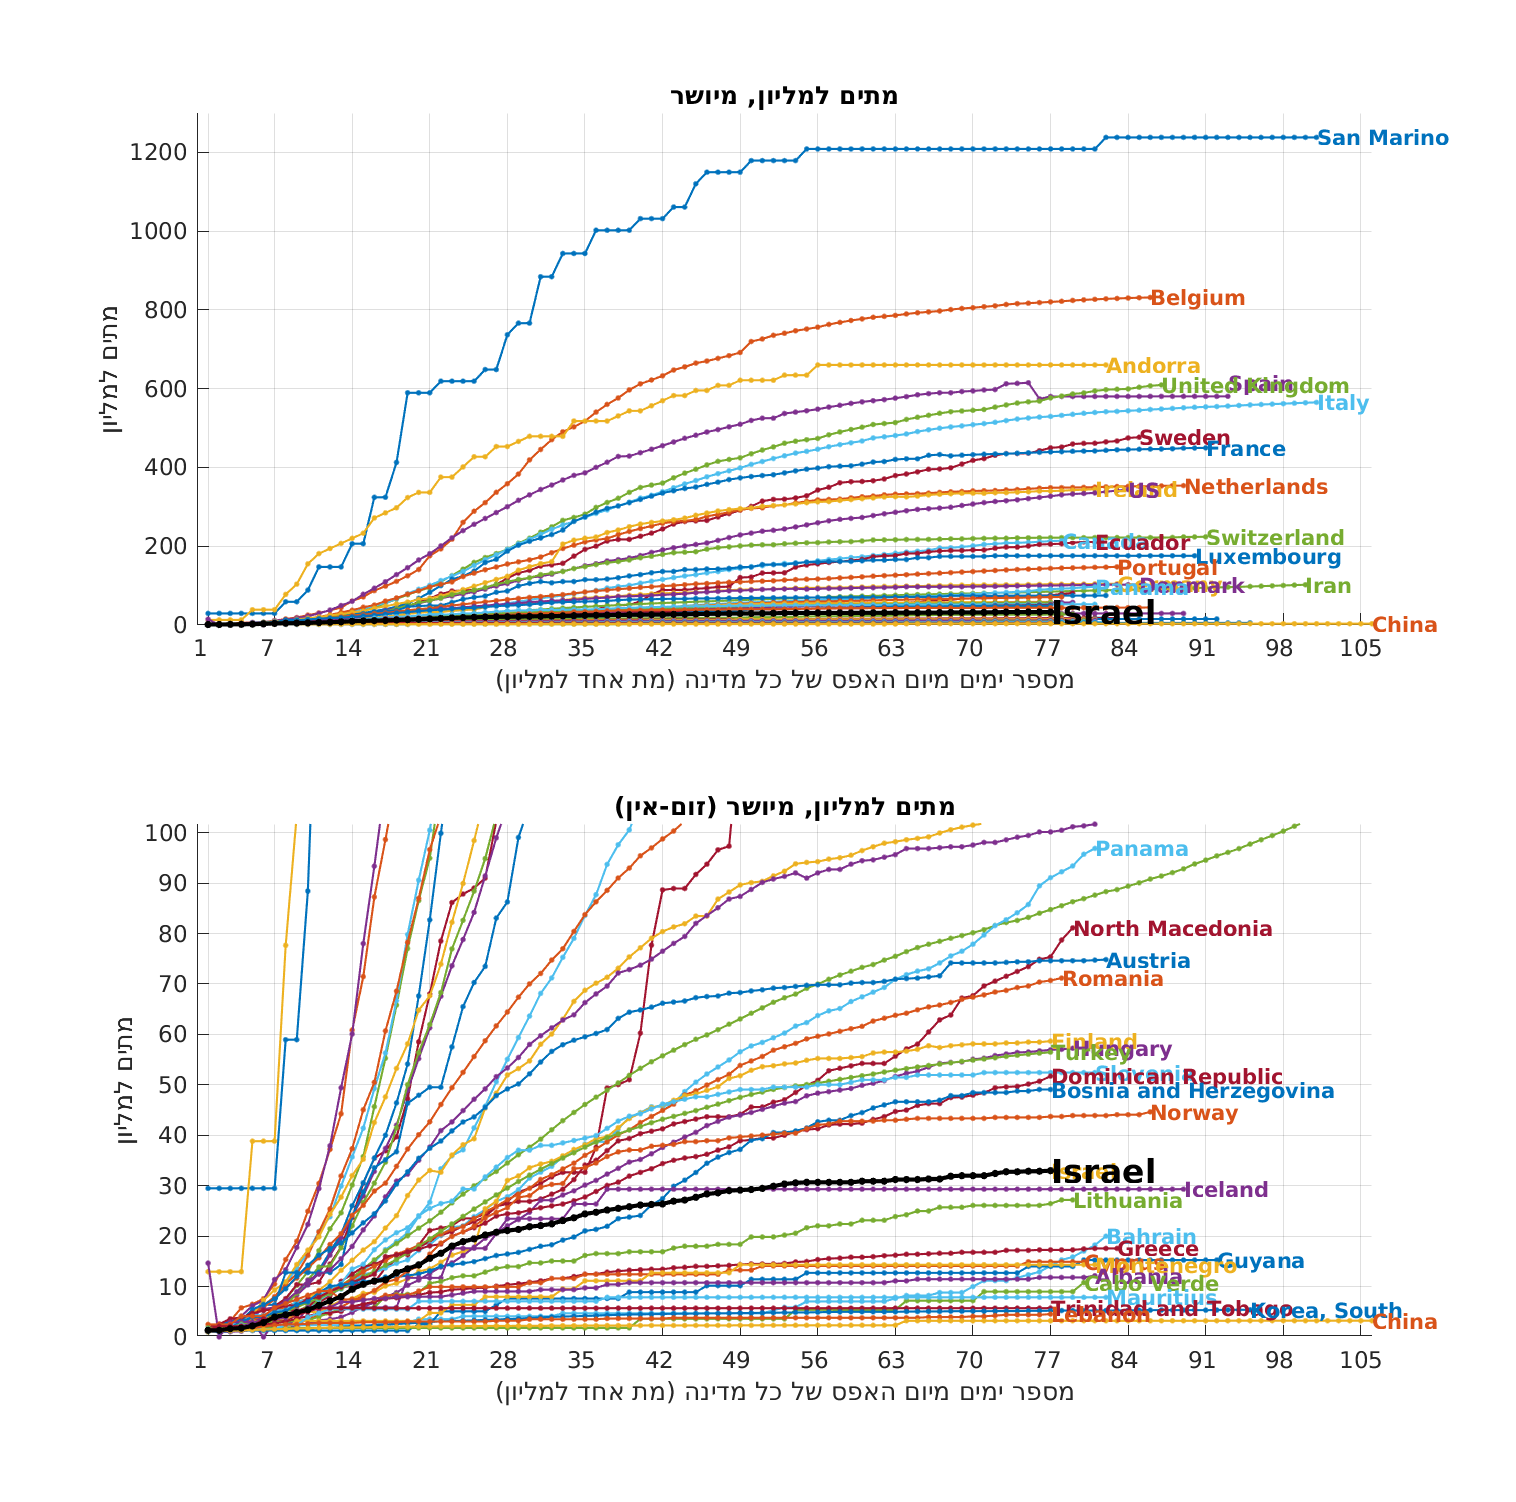 מתים למליון, מיושר
מתים למליון
1200
1000
800
600
400
200
0
San Marino
Belgium
Andorra
Spain
United Kingdom
Italy
Sweden
France
Netherlands
Ireland
US
Switzerland
Ecuador
Luxembourg
Portugal
Iran
Denmark
Panama
Israel
China
1 7 14 21 28 35 42 49 56 63 70 77 84 91 98 105
מספר ימים מיום האפס של כל מדינה (מת אחד למליון)
מתים למליון, מיושר (זום-אין)
מתים למליון
100
90
80
70
60
50
40
30
20
10
0
Panama
North Macedonia
Austria
Romania
Finland
Hungary
Turkey
Slovenia
Dominican Republic
Bosnia and Herzegovina
Norway
Israel
Iceland
Lithuania
Bahrain
Greece
Guyana
Montenegro
Albania
Cabo Verde
Mauritius
Trinidad and Tobago
Korea, South
Lebanon
China
1 7 14 21 28 35 42 49 56 63 70 77 84 91 98 105
מספר ימים מיום האפס של כל מדינה (מת אחד למליון)